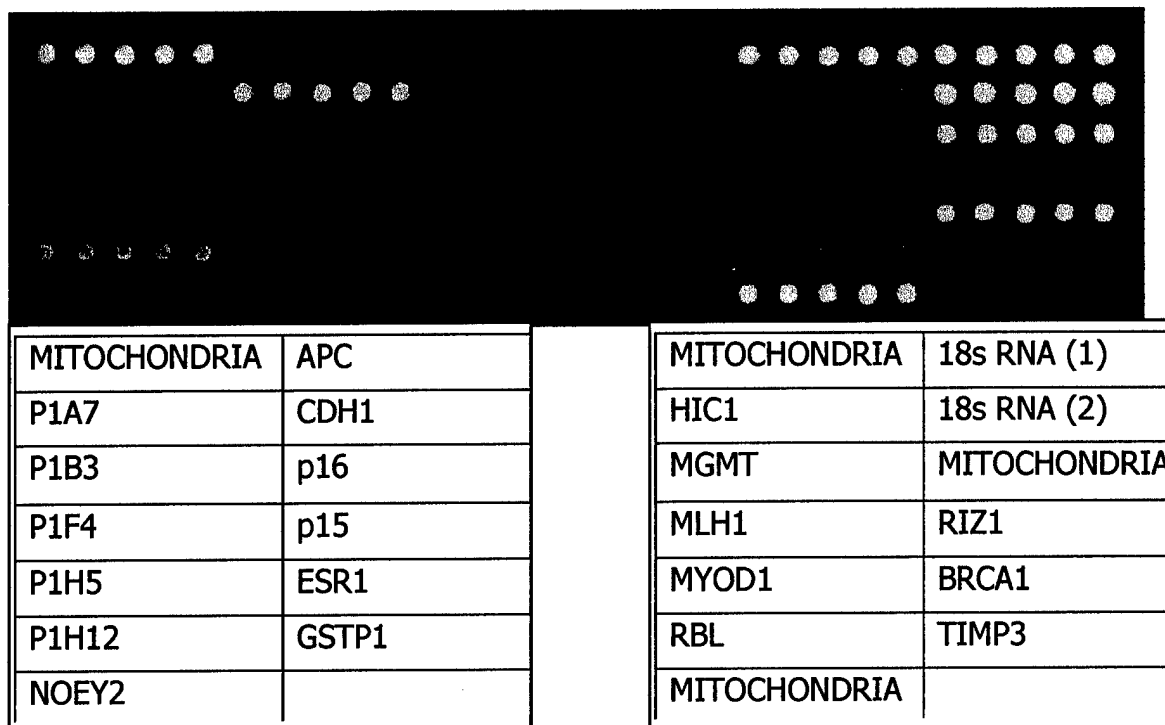 MITOCHONDRIA APC
P1A7 CDH1
P1B3 p16
P1F4 p15
P1H5 ESR1
P1H12 GSTP1
NOEY2
MITOCHONDRIA 18s RNA (1)
HIC1 18s RNA (2)
MGMT MITOCHONDRIA
MLH1 RIZ1
MYOD1 BRCA1
RBL TIMP3
MITOCHONDRIA